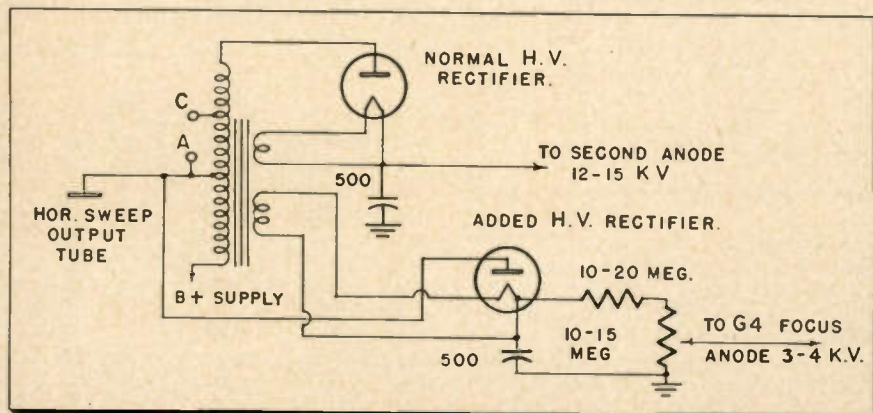 NORMAL H.V.
RECTIFIER.
C
A
TO SECOND ANODE
12-15 KV
500
HOR. SWEEP
OUTPUT
TUBE
ADDED H.V. RECTIFIER.
B+ SUPPLY
10-20 MEG.
10-15
MEG
TO G4 FOCUS
ANODE 3-4 K.V.
500